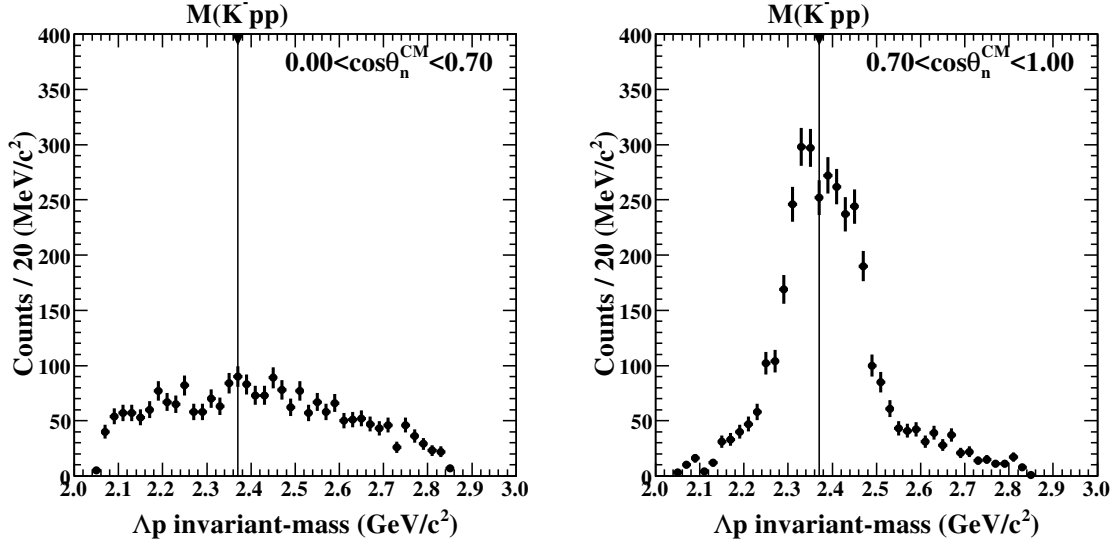 M(K⁻pp)
0.00<cosθₙᶜᴹ<0.70
Counts / 20 (MeV/c²)
400
350
300
250
200
150
100
50
0
2.0 2.1 2.2 2.3 2.4 2.5 2.6 2.7 2.8 2.9 3.0
Λp invariant-mass (GeV/c²)
M(K⁻pp)
0.70<cosθₙᶜᴹ<1.00
Counts / 20 (MeV/c²)
400
350
300
250
200
150
100
50
0
2.0 2.1 2.2 2.3 2.4 2.5 2.6 2.7 2.8 2.9 3.0
Λp invariant-mass (GeV/c²)